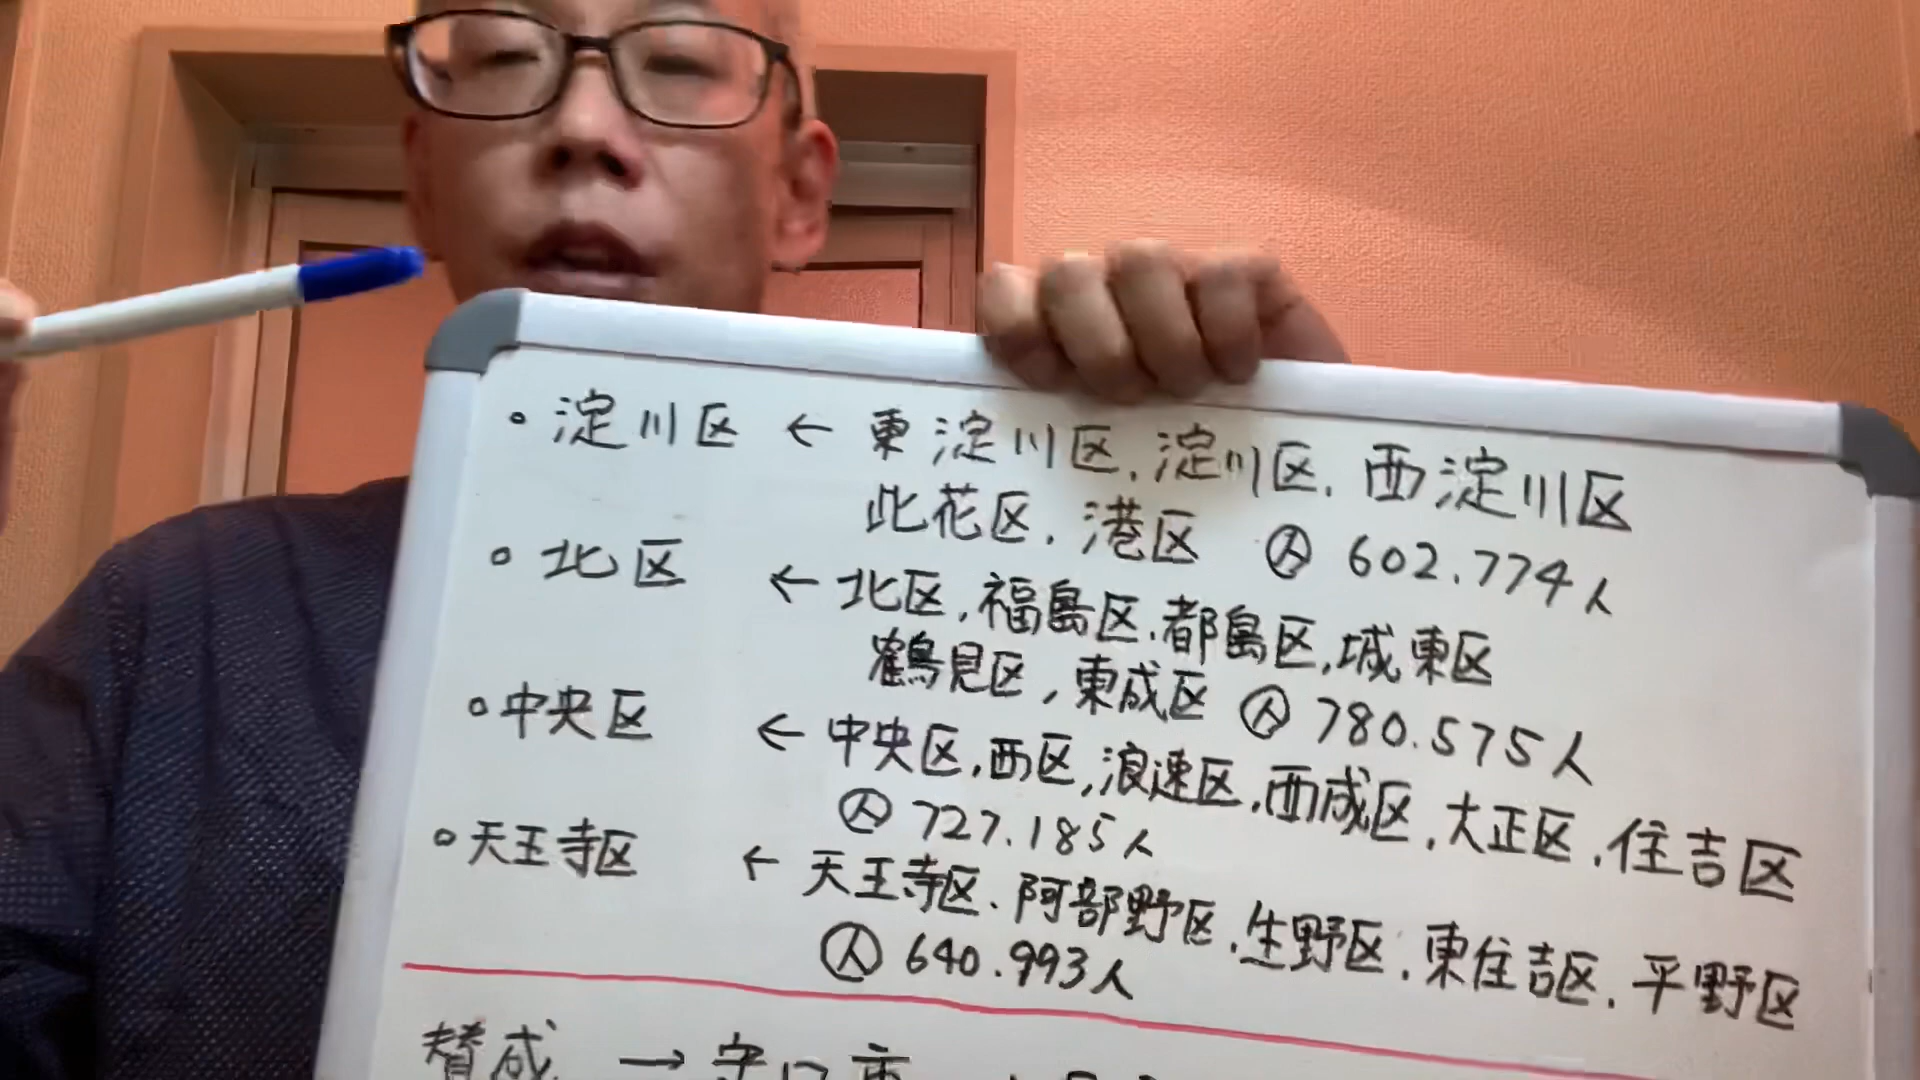 ・淀川区 ← 東淀川区、淀川区、西淀川区
此花区、港区 Ⓐ 602.774人
・北区 ← 北区、福島区、都島区、城東区
鶴見区、東成区 Ⓐ 780.575人
・中央区 ← 中央区、西区、浪速区、西成区、大正区、住吉区
Ⓐ 727.185人
・天王寺区 ← 天王寺区、阿部野区、生野区、東住吉区、平野区
Ⓐ 640.993人
賛成 → 守口市